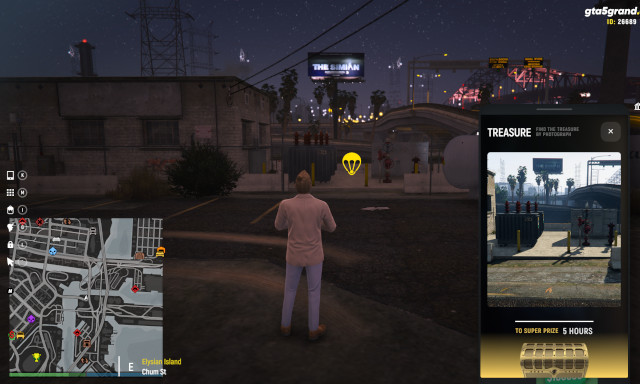 gta5grand.
ID: 26689
THE SIMIAN
TREASURE
FIND THE TREASURE
BY PHOTOGRAPH
×
K
M
I
L
TO SUPER PRIZE 5 HOURS
E
Elysian Island
Chum St